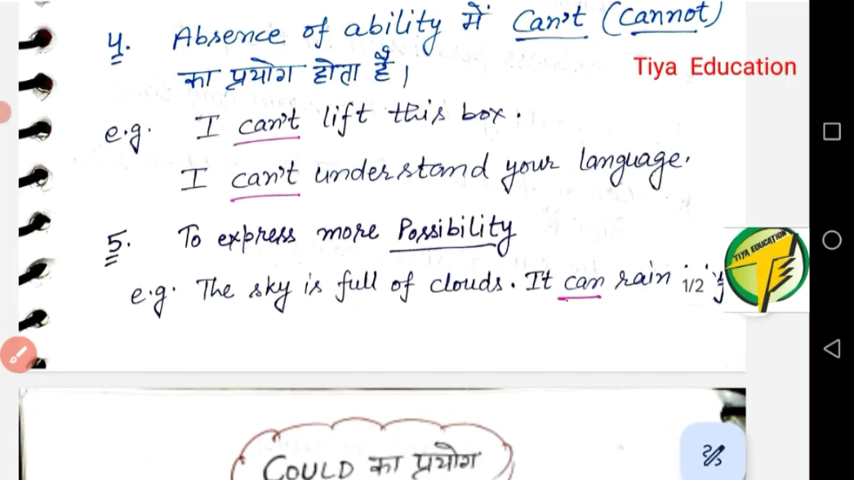 4. Absence of ability में Can't (cannot)
का प्रयोग होता है।
Tiya Education
e.g. I can't lift this box.
I can't understand your language.
5. To express more Possibility
e.g. The sky is full of clouds. It can rain
1/2
TIYA EDUCATION
COULD का प्रयोग